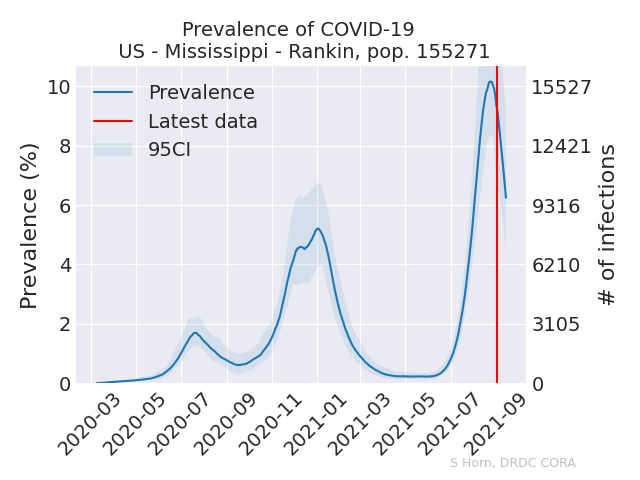 Prevalence of COVID-19
US - Mississippi - Rankin, pop. 155271
Prevalence
Latest data
95CI
Prevalence (%)
10
8
6
4
2
0
15527
12421
9316
6210
3105
0
# of infections
2020-03
2020-05
2020-07
2020-09
2020-11
2021-01
2021-03
2021-05
2021-07
2021-09
S Horn, DRDC CORA